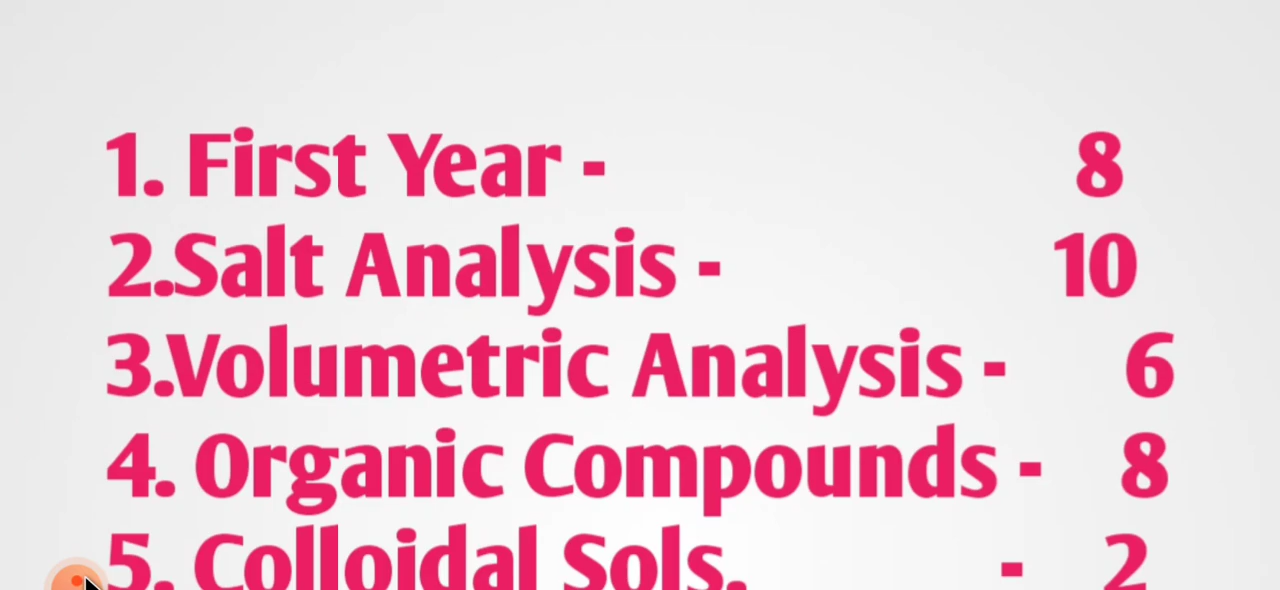 1. First Year - 8
2.Salt Analysis - 10
3.Volumetric Analysis - 6
4. Organic Compounds - 8
5. Colloidal Sols. - 2